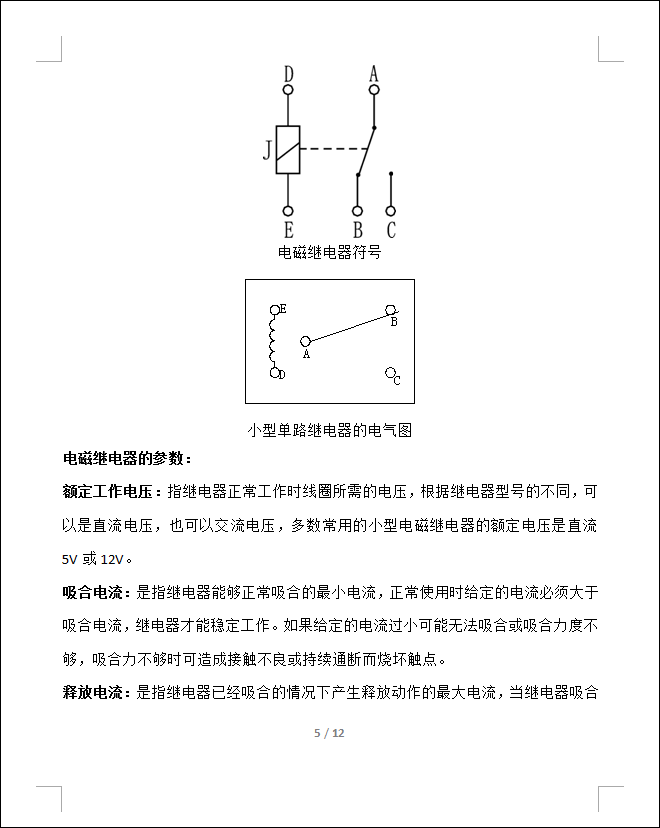 D A
J
E B C
电磁继电器符号
E
B
A
D
C
小型单路继电器的电气图
电磁继电器的参数：
额定工作电压：指继电器正常工作时线圈所需的电压，根据继电器型号的不同，可
以是直流电压，也可以交流电压，多数常用的小型电磁继电器的额定电压是直流
5V 或 12V。
吸合电流：是指继电器能够正常吸合的最小电流，正常使用时给定的电流必须大于
吸合电流，继电器才能稳定工作。如果给定的电流过小可能无法吸合或吸合力度不
够，吸合力不够时可造成接触不良或持续通断而烧坏触点。
释放电流：是指继电器已经吸合的情况下产生释放动作的最大电流，当继电器吸合
5 / 12